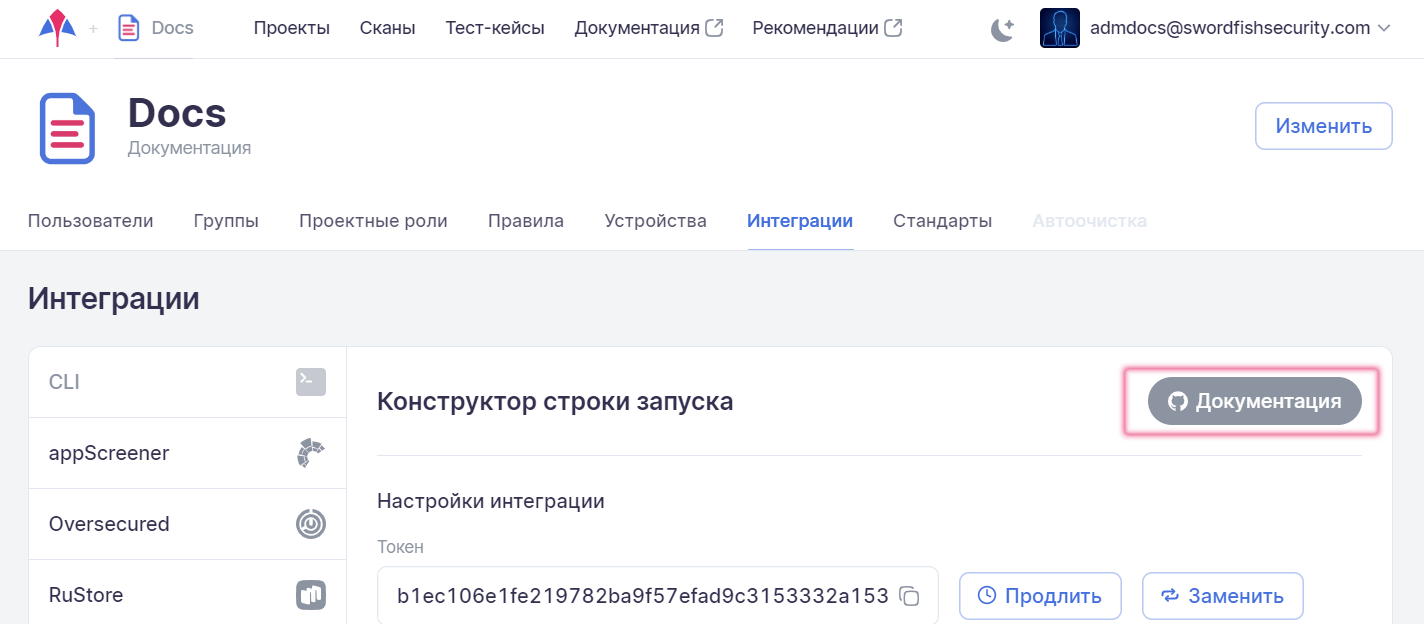 Docs Проекты Сканы Тест-кейсы Документация Рекомендации admdocs@swordfishsecurity.com
Docs
Документация
Изменить
Пользователи Группы Проектные роли Правила Устройства Интеграции Стандарты Автоочистка
Интеграции
CLI
appScreener
Oversecured
RuStore
Конструктор строки запуска
Документация
Настройки интеграции
Токен
b1ec106e1fe219782ba9f57efad9c3153332a153
Продлить Заменить